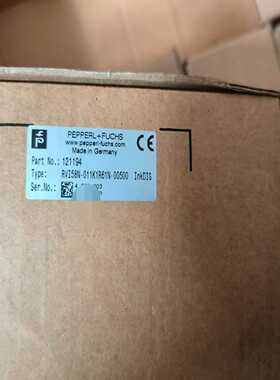 PEPPERL+FUCHS
www.pepperl-fuchs.com
Made in Germany
CE
Part No.: 121194
Type: RVI58N-011K1R61N-00500 InkDIS
Ser.No.: